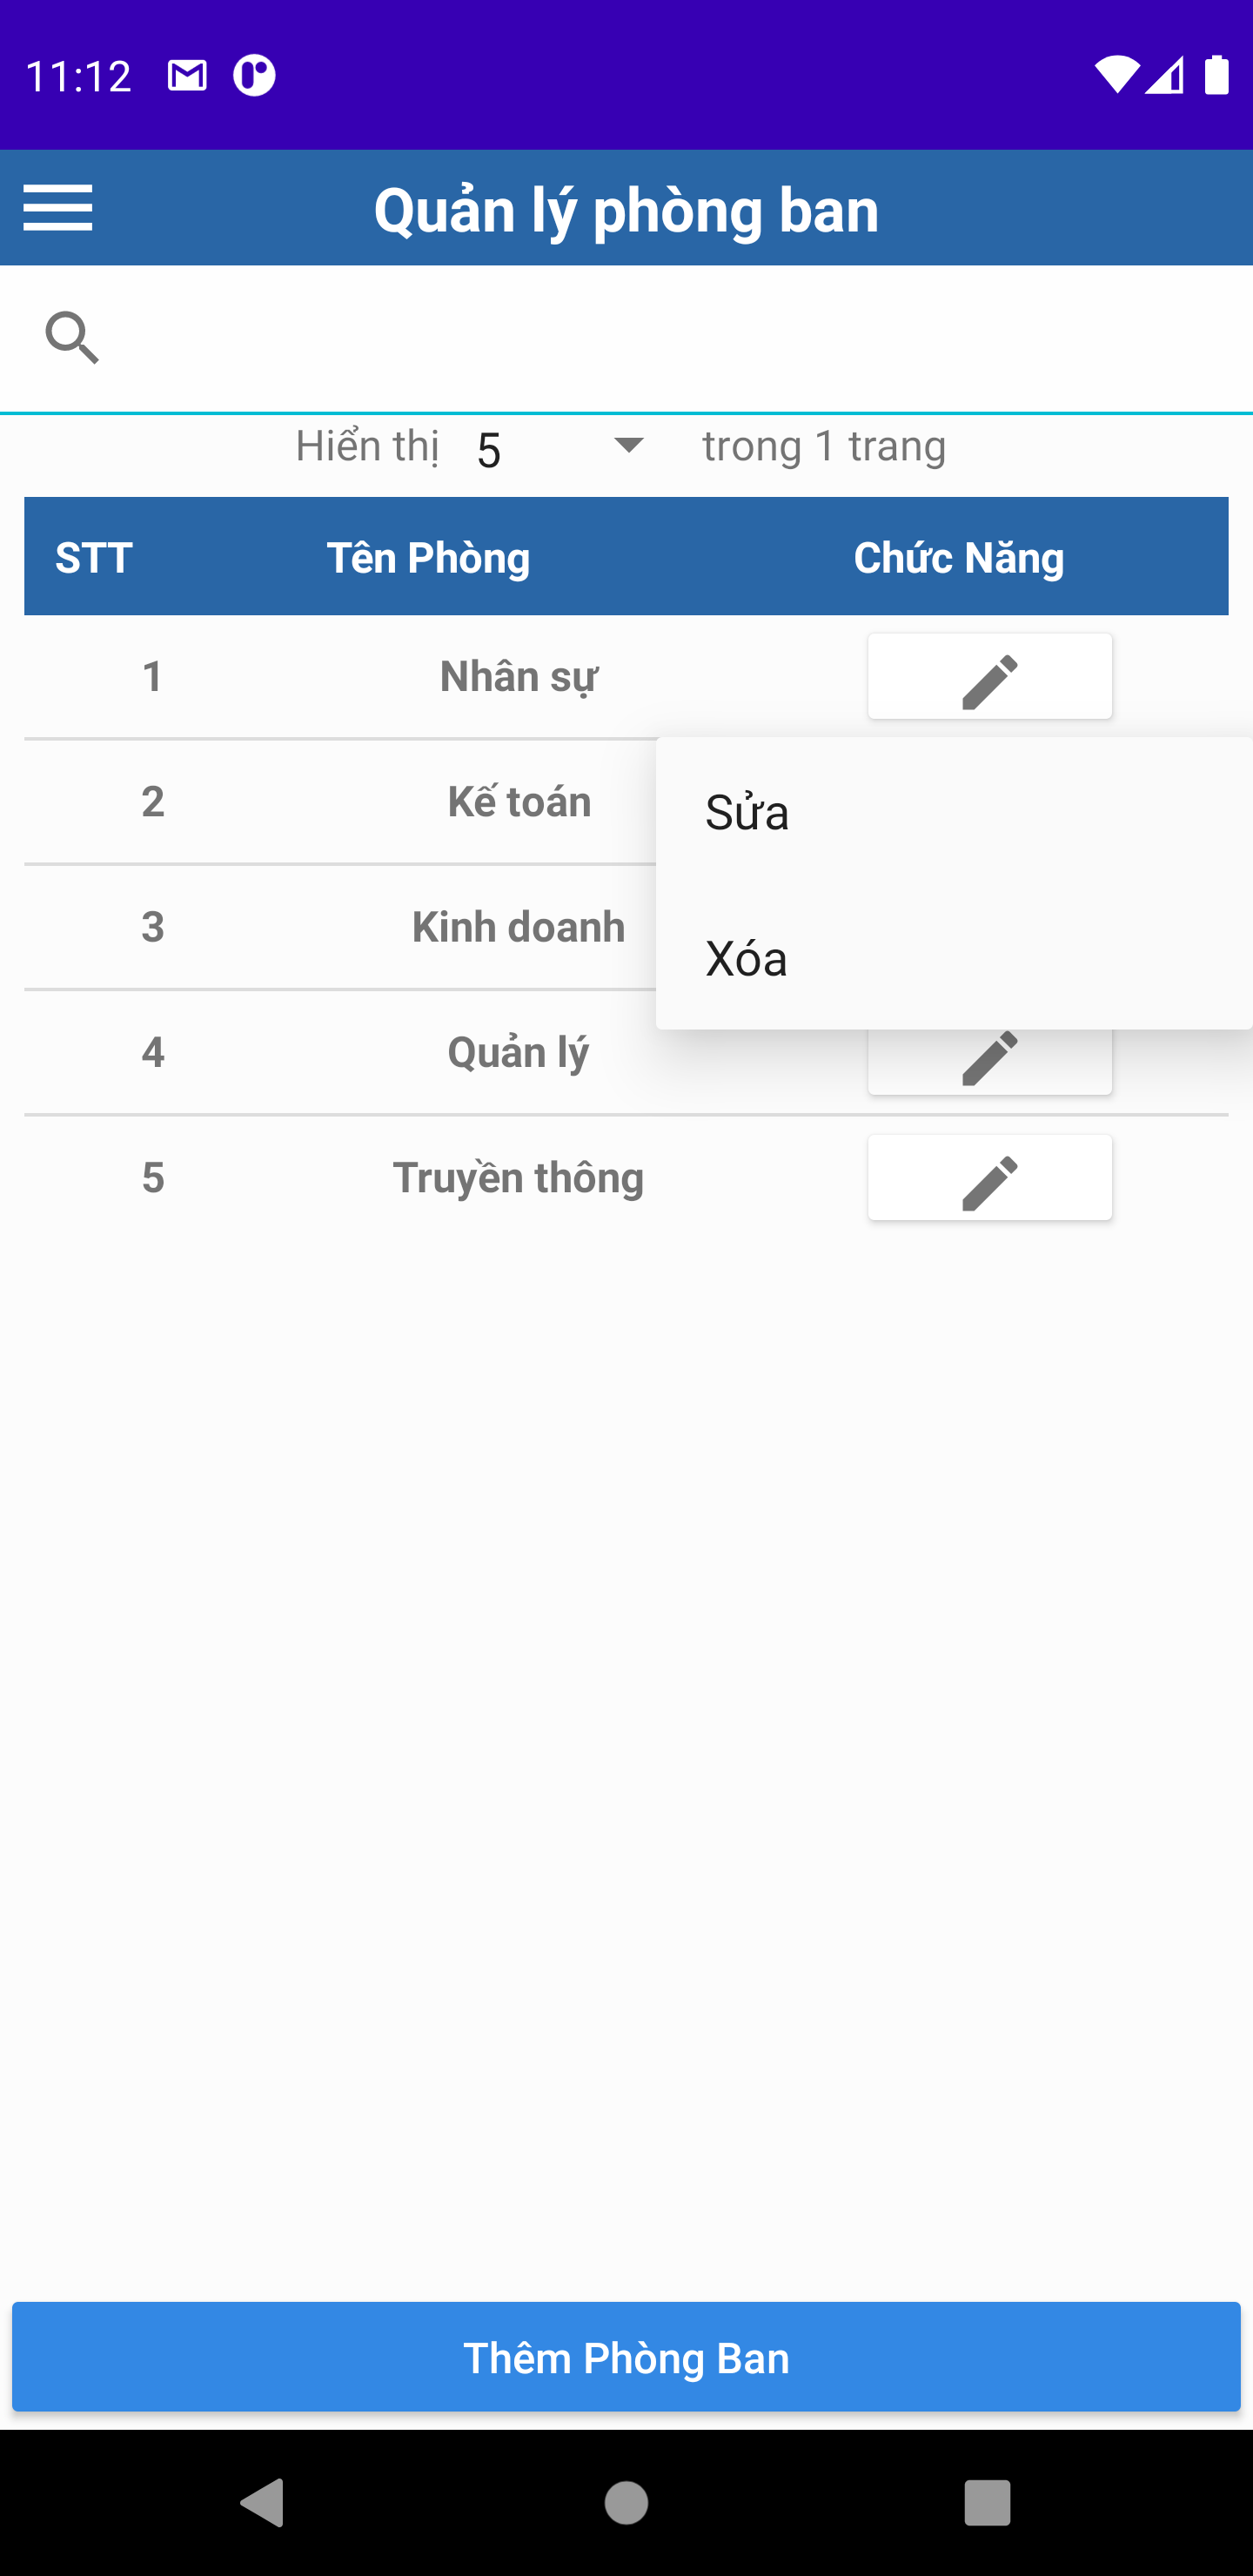 11:12
Quản lý phòng ban
Hiển thị 5 trong 1 trang
STT Tên Phòng Chức Năng
1 Nhân sự
2 Kế toán
Sửa
3 Kinh doanh
Xóa
4 Quản lý
5 Truyền thông
Thêm Phòng Ban